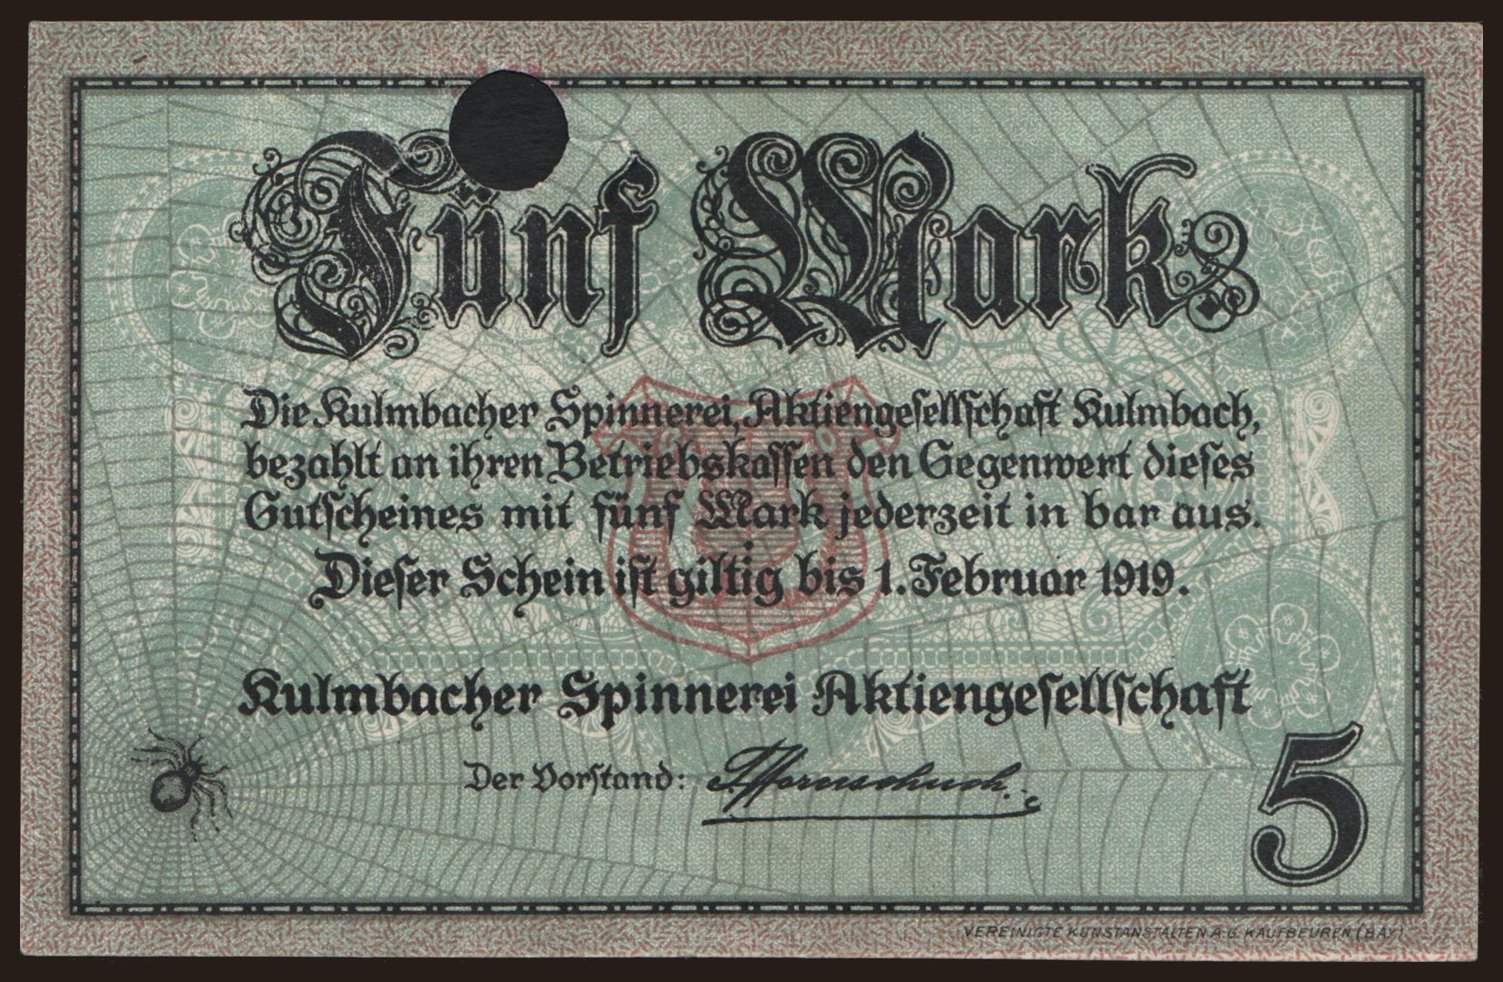 Fünf Mark
Die Kulmbacher Spinnerei, Aktiengesellschaft Kulmbach,
bezahlt an ihren Betriebskassen den Gegenwert dieses
Gutscheines mit fünf Mark jederzeit in bar aus.
Dieser Schein ist giltig bis 1. Februar 1919.
Kulmbacher Spinnerei Aktiengesellschaft
Der Vorstand: F. Hornschuch.
5
VEREINIGTE KUNSTANSTALTEN A.G. KAUFBEUREN (BAY.)